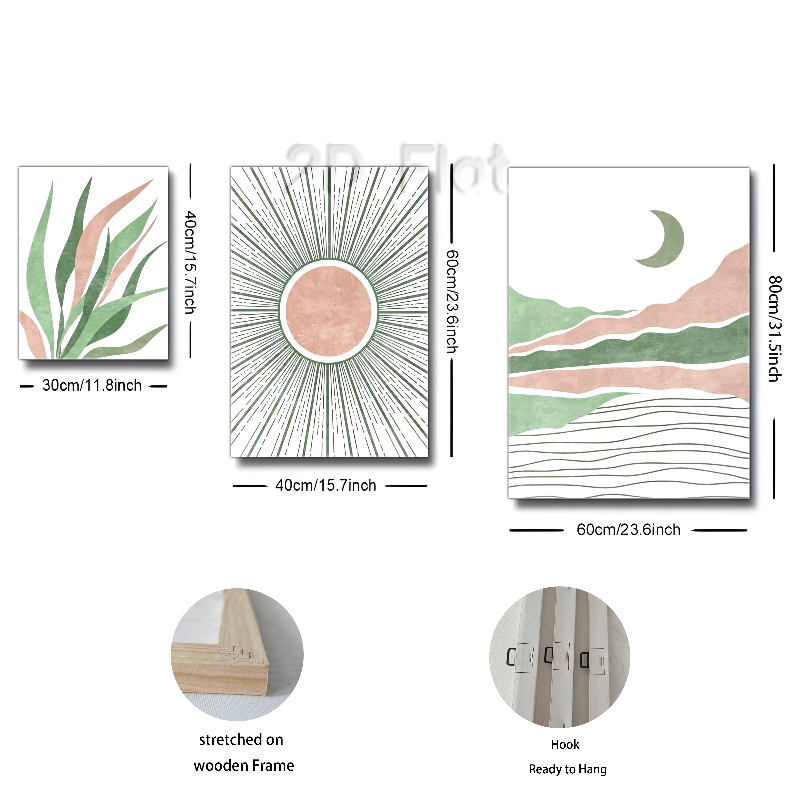 2D Flat
40cm/15.7inch
30cm/11.8inch
60cm/23.6inch
40cm/15.7inch
80cm/31.5inch
60cm/23.6inch
stretched on
wooden Frame
Hook
Ready to Hang